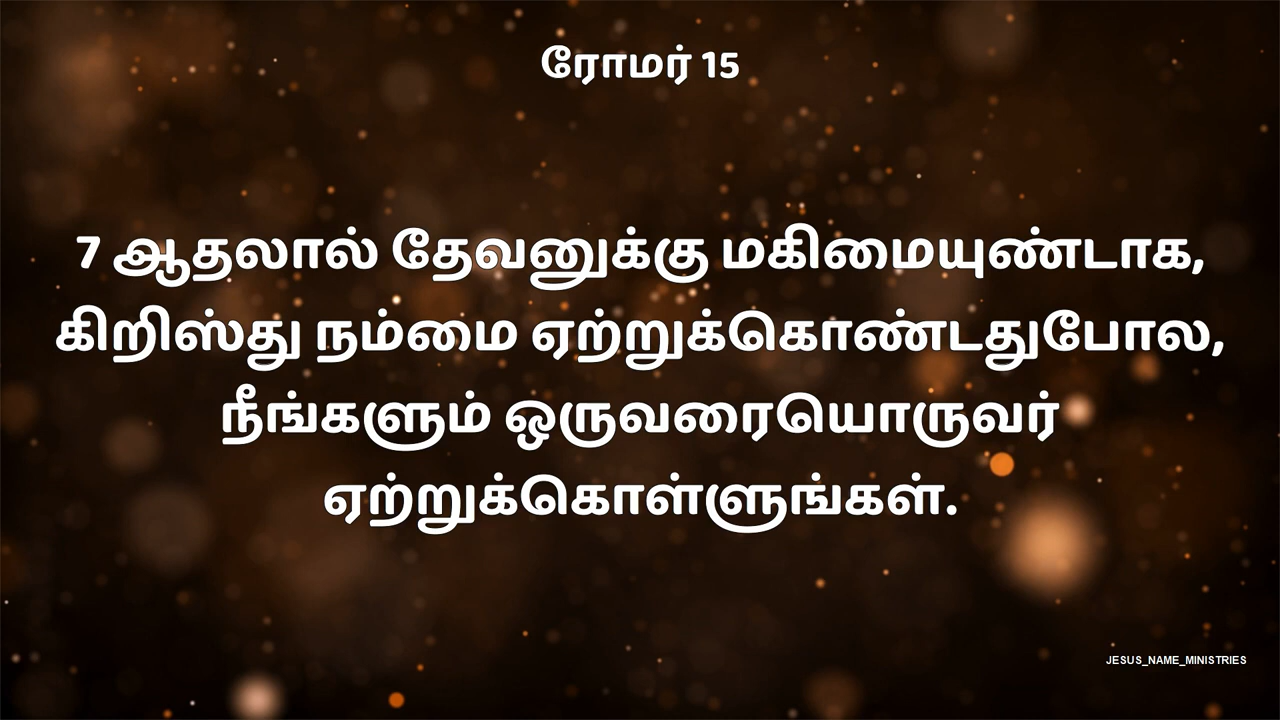 ரோமர் 15
7 ஆதலால் தேவனுக்கு மகிமையுண்டாக,
கிறிஸ்து நம்மை ஏற்றுக்கொண்டதுபோல,
நீங்களும் ஒருவரையொருவர்
ஏற்றுக்கொள்ளுங்கள்.
JESUS_NAME_MINISTRIES